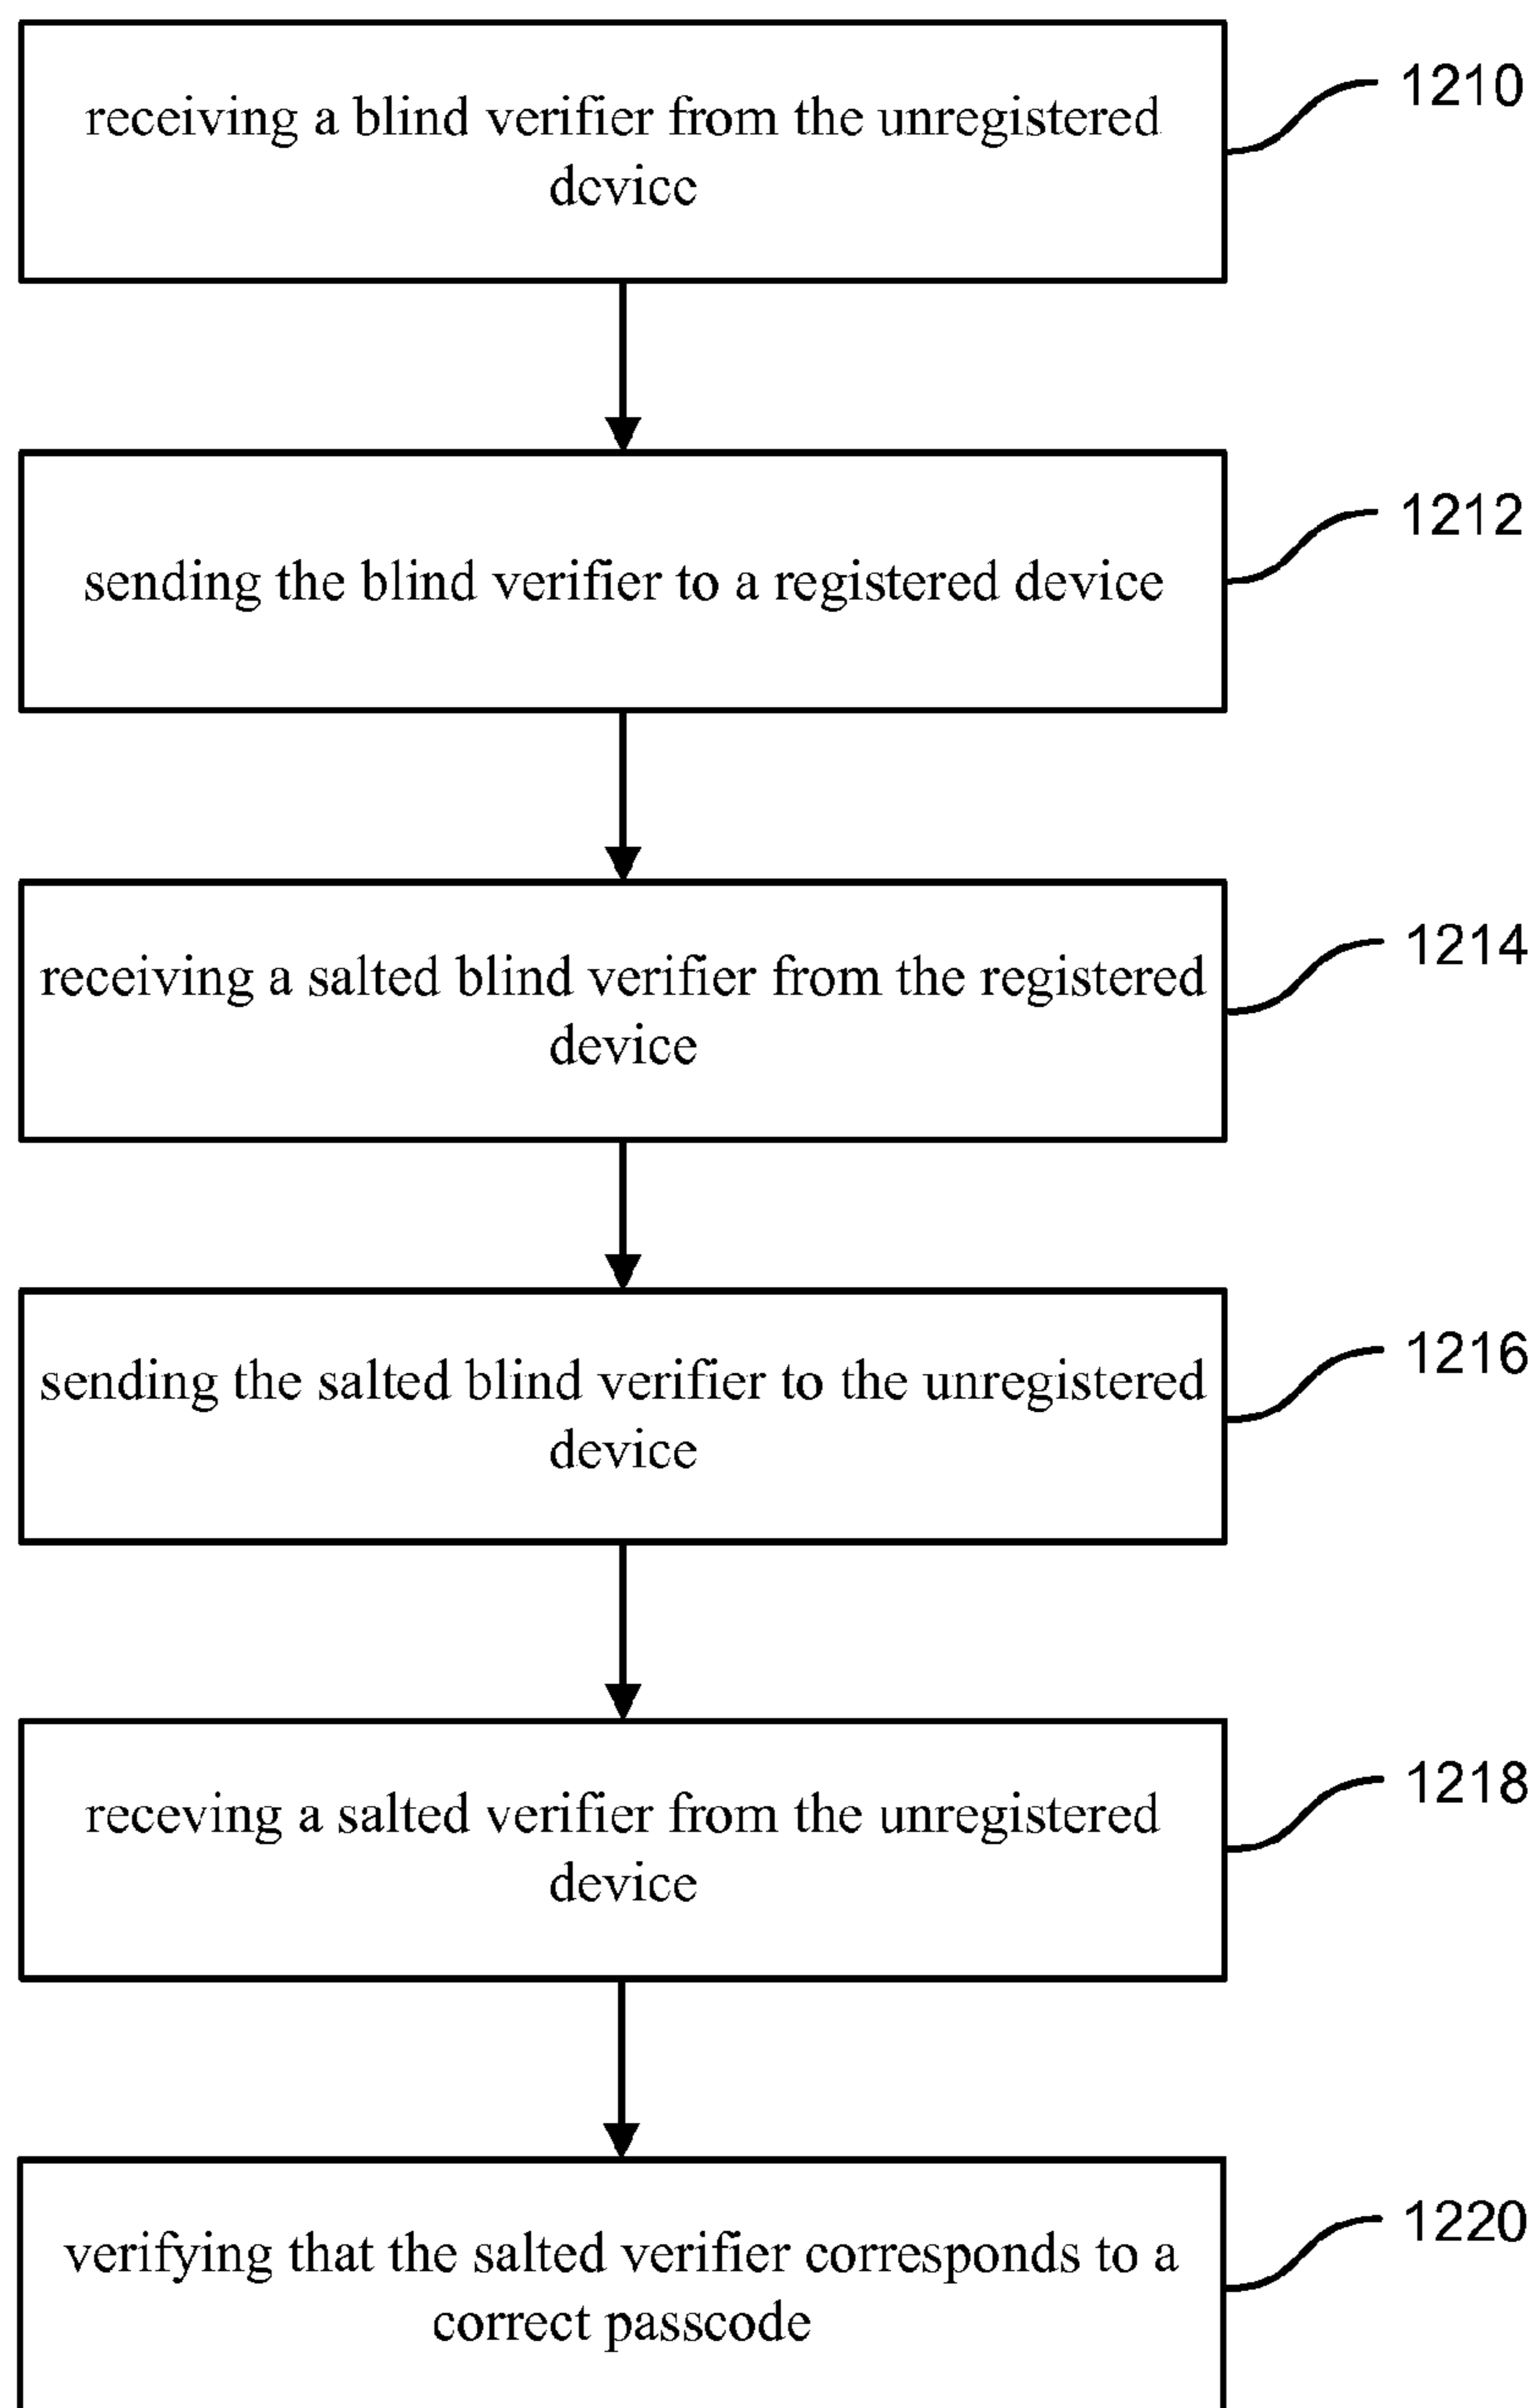 receiving a blind verifier from the unregistered
device
1210
sending the blind verifier to a registered device
1212
receiving a salted blind verifier from the registered
device
1214
sending the salted blind verifier to the unregistered
device
1216
receving a salted verifier from the unregistered
device
1218
verifying that the salted verifier corresponds to a
correct passcode
1220